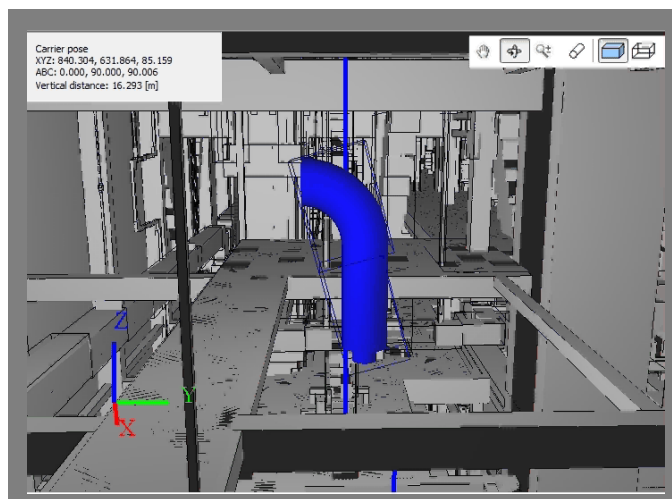 Carrier pose
XYZ: 840.304, 631.864, 85.159
ABC: 0.000, 90.000, 90.006
Vertical distance: 16.293 [m]
Z
Y
X